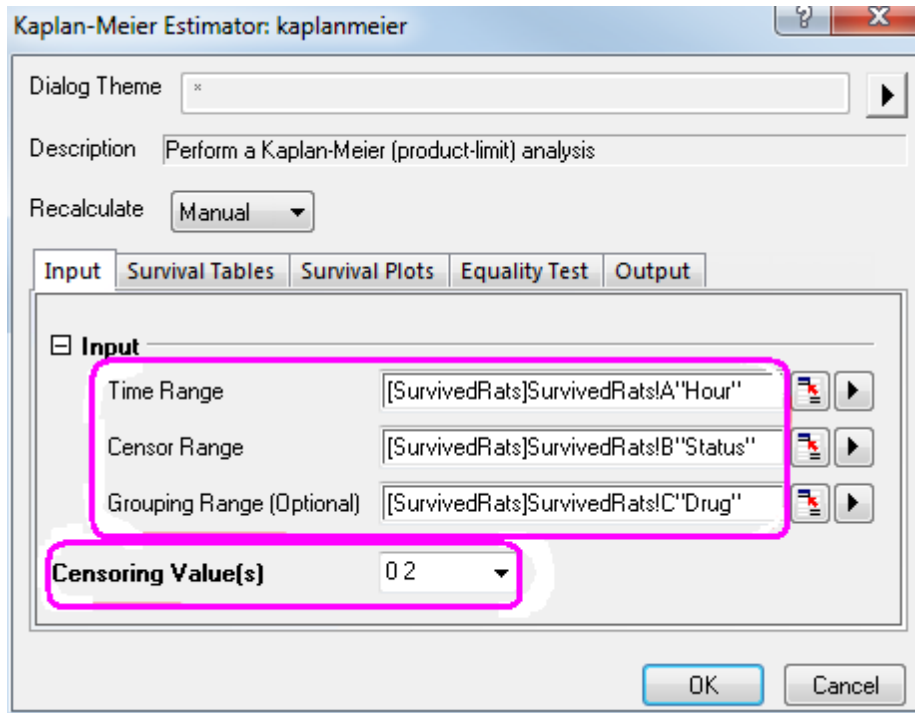 Kaplan-Meier Estimator: kaplanmeier
Dialog Theme *
Description Perform a Kaplan-Meier (product-limit) analysis
Recalculate Manual
Input Survival Tables Survival Plots Equality Test Output
Input
Time Range [SurvivedRats]SurvivedRats!A"Hour"
Censor Range [SurvivedRats]SurvivedRats!B"Status"
Grouping Range (Optional) [SurvivedRats]SurvivedRats!C"Drug"
Censoring Value(s) 0 2
OK Cancel